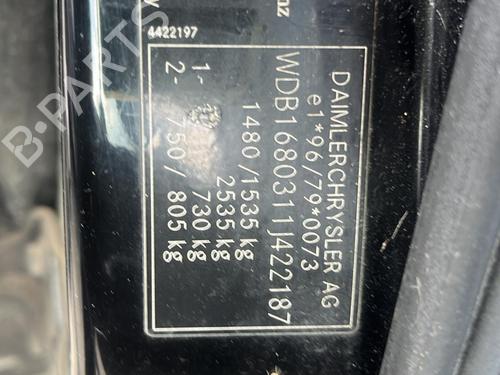 4422197
DAIMLERCHRYSLER AG
e1*96/79*0073
WDB1680311J422187
1480 /1535 kg
2535 kg
1- 730 kg
2- 750 / 805 kg
B-PARTS